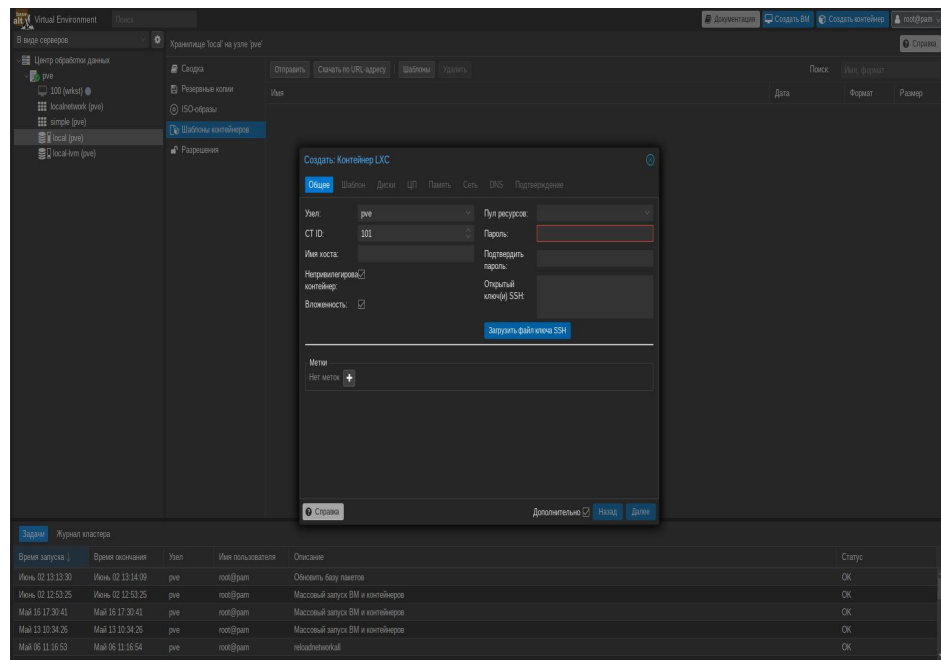 alt Virtual Environment Поиск Документация Создать ВМ Создать контейнер root@pam
В виде серверов
Хранилище 'local' на узле 'pve' Справка
Центр обработки данных
pve
100 (wrkst)
localnetwork (pve)
simple (pve)
local (pve)
local-lvm (pve)
Сводка
Резервные копии
ISO-образы
Шаблоны контейнеров
Разрешения
Отправить Скачать по URL-адресу Шаблоны Удалить Поиск: Имя, формат
Имя Дата Формат Размер
Создать: Контейнер LXC
Общее Шаблон Диски ЦП Память Сеть DNS Подтверждение
Узел: pve Пул ресурсов:
CT ID: 101 Пароль:
Имя хоста: Подтвердить
пароль:
Непривилегирова
контейнер:
Открытый
ключ(и) SSH:
Вложенность:
Загрузить файл ключа SSH
Метки
Нет меток
Справка Дополнительно Назад Далее
Задачи Журнал кластера
Время запуска ↓ Время окончания Узел Имя пользователя Описание Статус
Июнь 02 13:13:30 Июнь 02 13:14:09 pve root@pam Обновить базу пакетов OK
Июнь 02 12:53:25 Июнь 02 12:53:25 pve root@pam Массовый запуск ВМ и контейнеров OK
Май 16 17:30:41 Май 16 17:30:41 pve root@pam Массовый запуск ВМ и контейнеров OK
Май 13 10:34:26 Май 13 10:34:26 pve root@pam Массовый запуск ВМ и контейнеров OK
Май 06 11:16:53 Май 06 11:16:54 pve root@pam reloadnetworkall OK